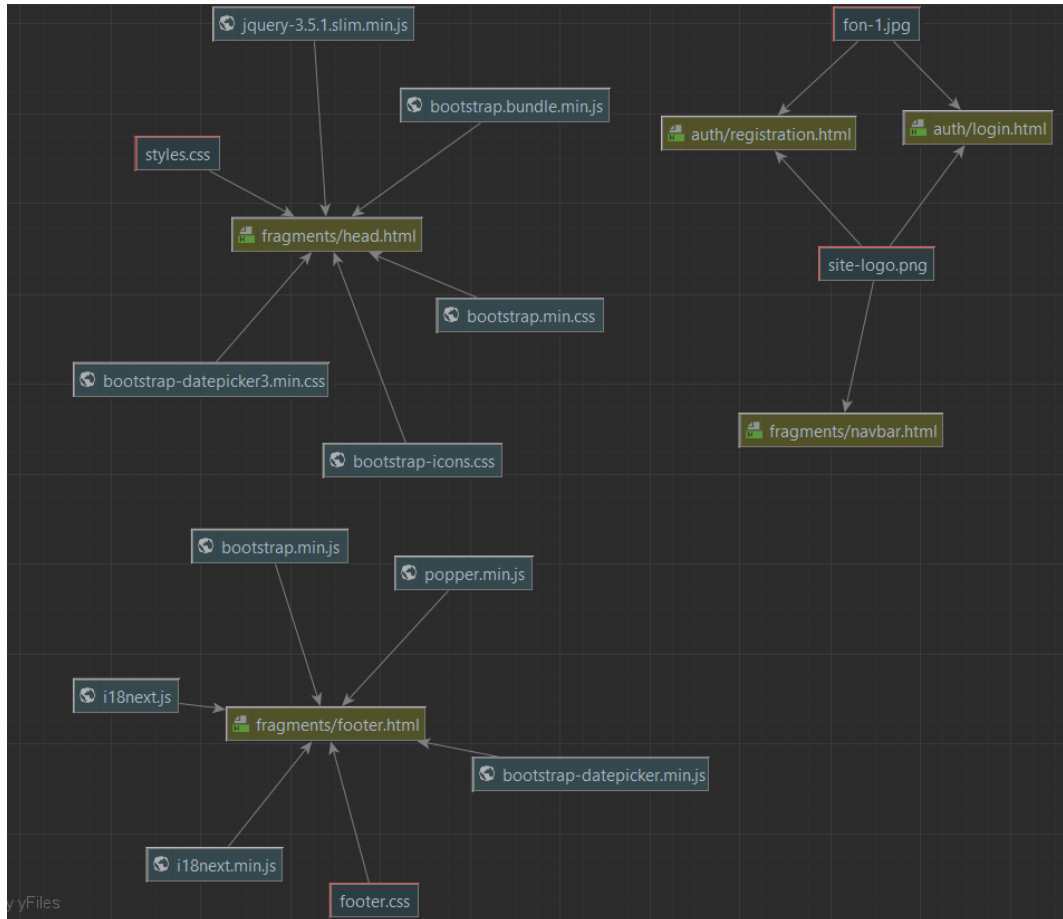 jquery-3.5.1.slim.min.js
fon-1.jpg
bootstrap.bundle.min.js
auth/registration.html
auth/login.html
styles.css
fragments/head.html
site-logo.png
bootstrap.min.css
bootstrap-datepicker3.min.css
fragments/navbar.html
bootstrap-icons.css
bootstrap.min.js
popper.min.js
i18next.js
fragments/footer.html
bootstrap-datepicker.min.js
i18next.min.js
footer.css
y yFiles